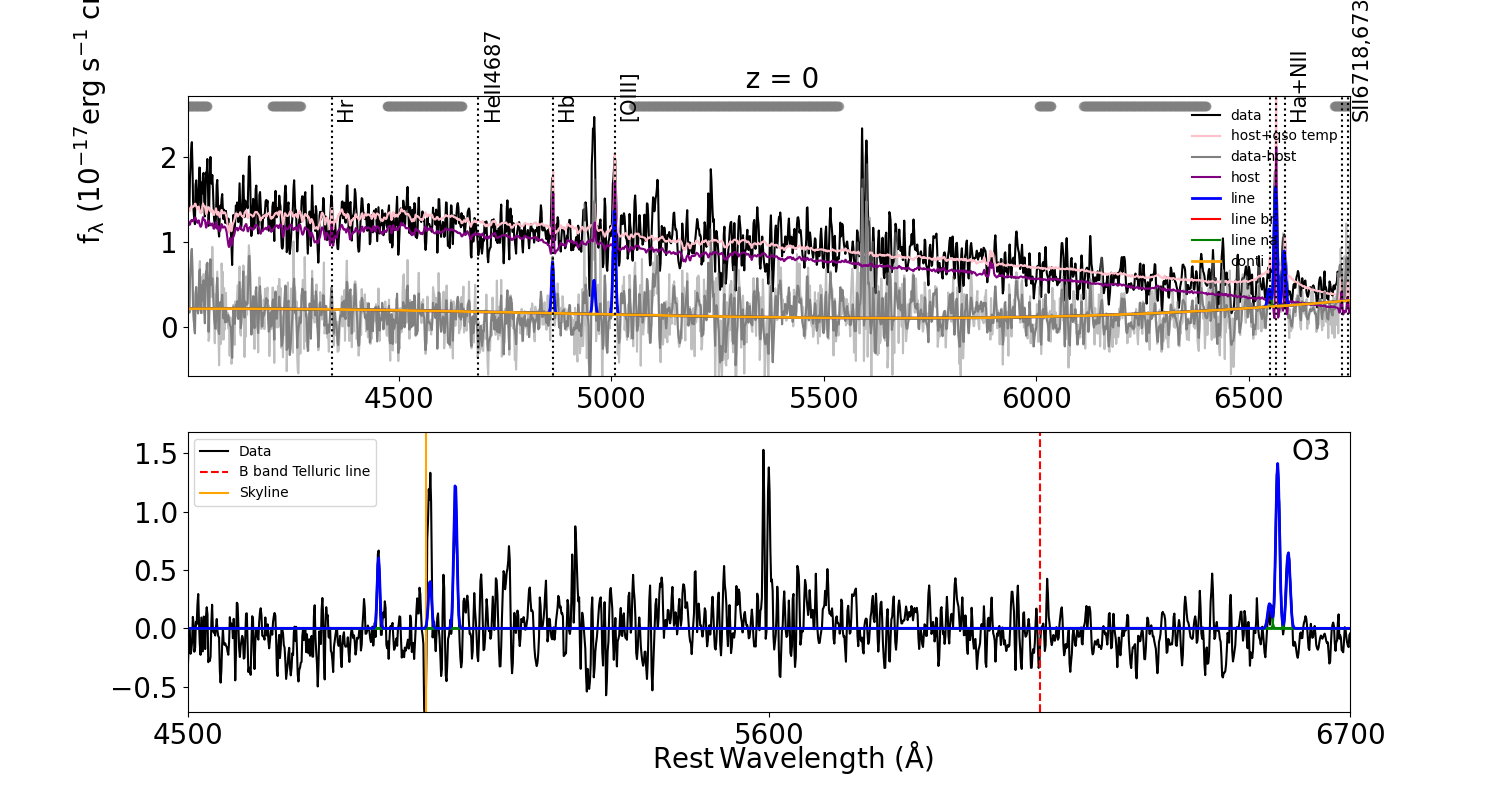 z = 0
f_λ (10^{-17}erg s^{-1}
Hr
HeII4687
Hb
[OIII]
Ha+NII
SII6718,673
data
host+qso temp
data-host
host
line
line br
line na
conti
2
1
0
4500 5000 5500 6000 6500
O3
Data
B band Telluric line
Skyline
1.5
1.0
0.5
0.0
−0.5
4500 5600 6700
Rest Wavelength (Å)